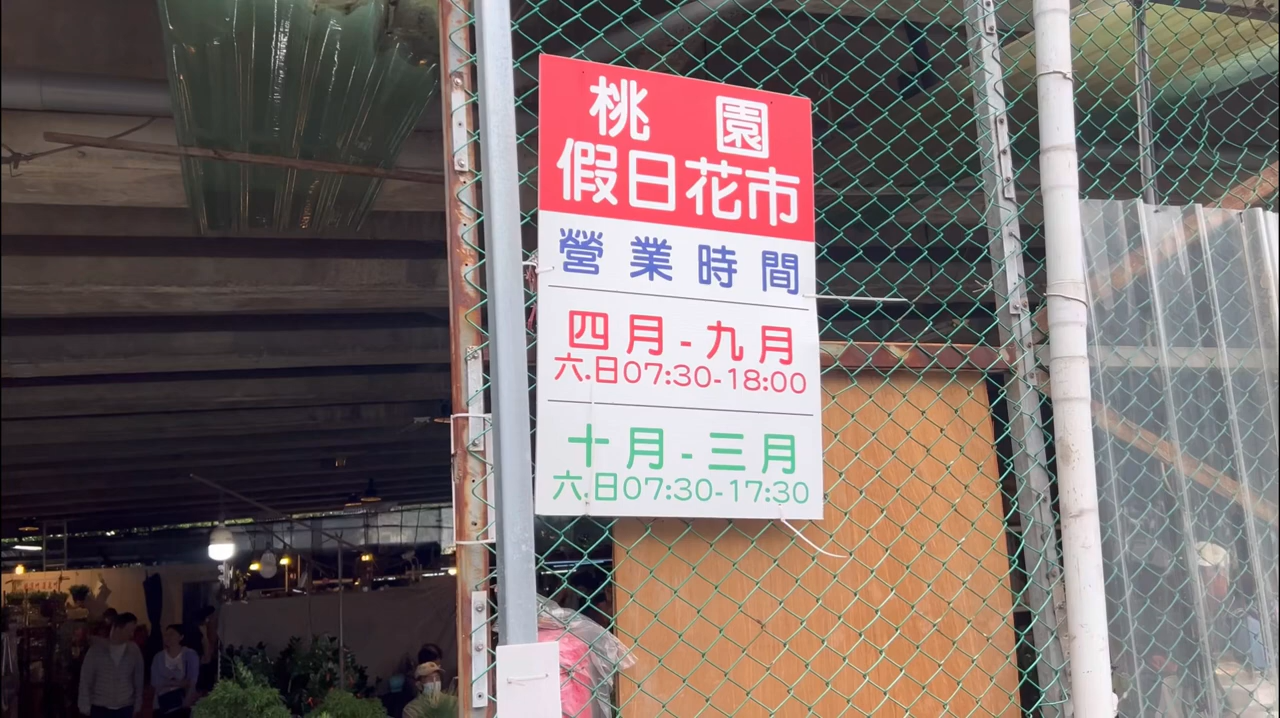 桃園
假日花市
營業時間
四月-九月
六.日07:30-18:00
十月-三月
六.日07:30-17:30